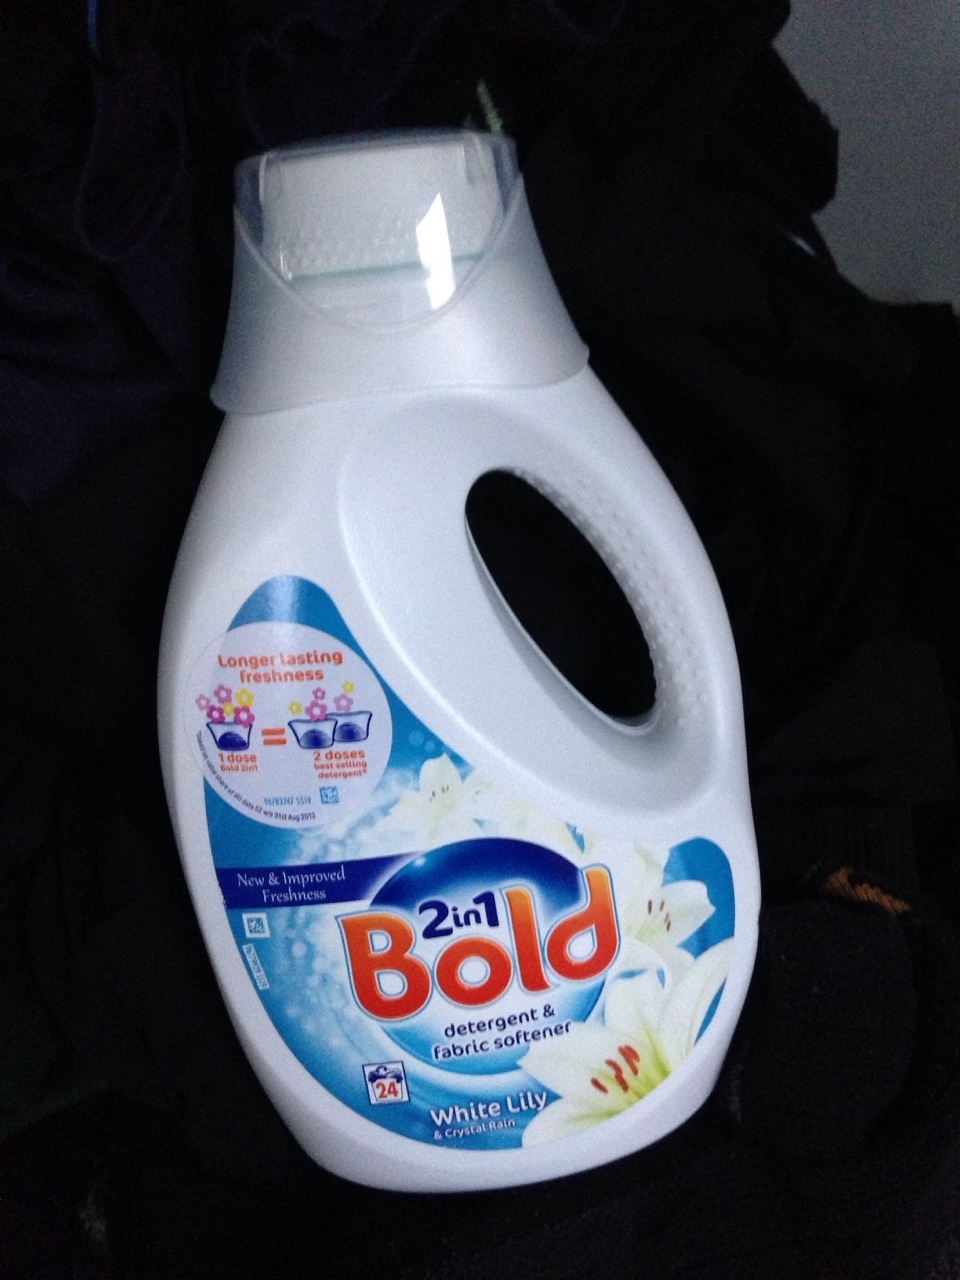 Longer lasting
freshness
=
1 dose
Bold 2in1
2 doses
best selling
detergent*
New & Improved
Freshness
2in1
Bold
detergent &
fabric softener
24
White Lily
& Crystal Rain